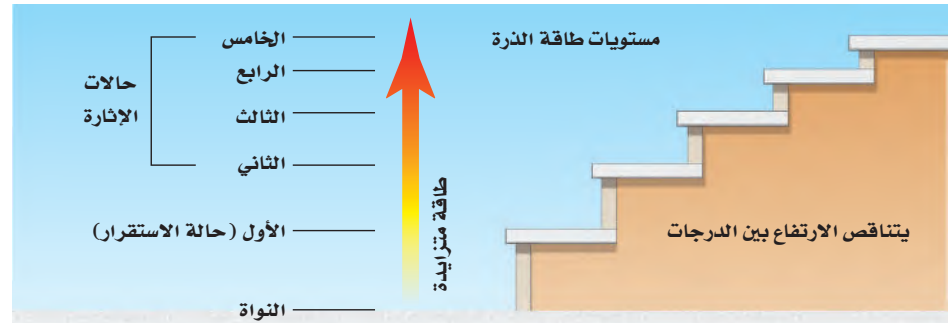 مستويات طاقة الذرة
يتناقص الارتفاع بين الدرجات
طاقة متزايدة
الخامس
الرابع
الثالث
الثاني
الأول (حالة الاستقرار)
النواة
حالات
الإثارة